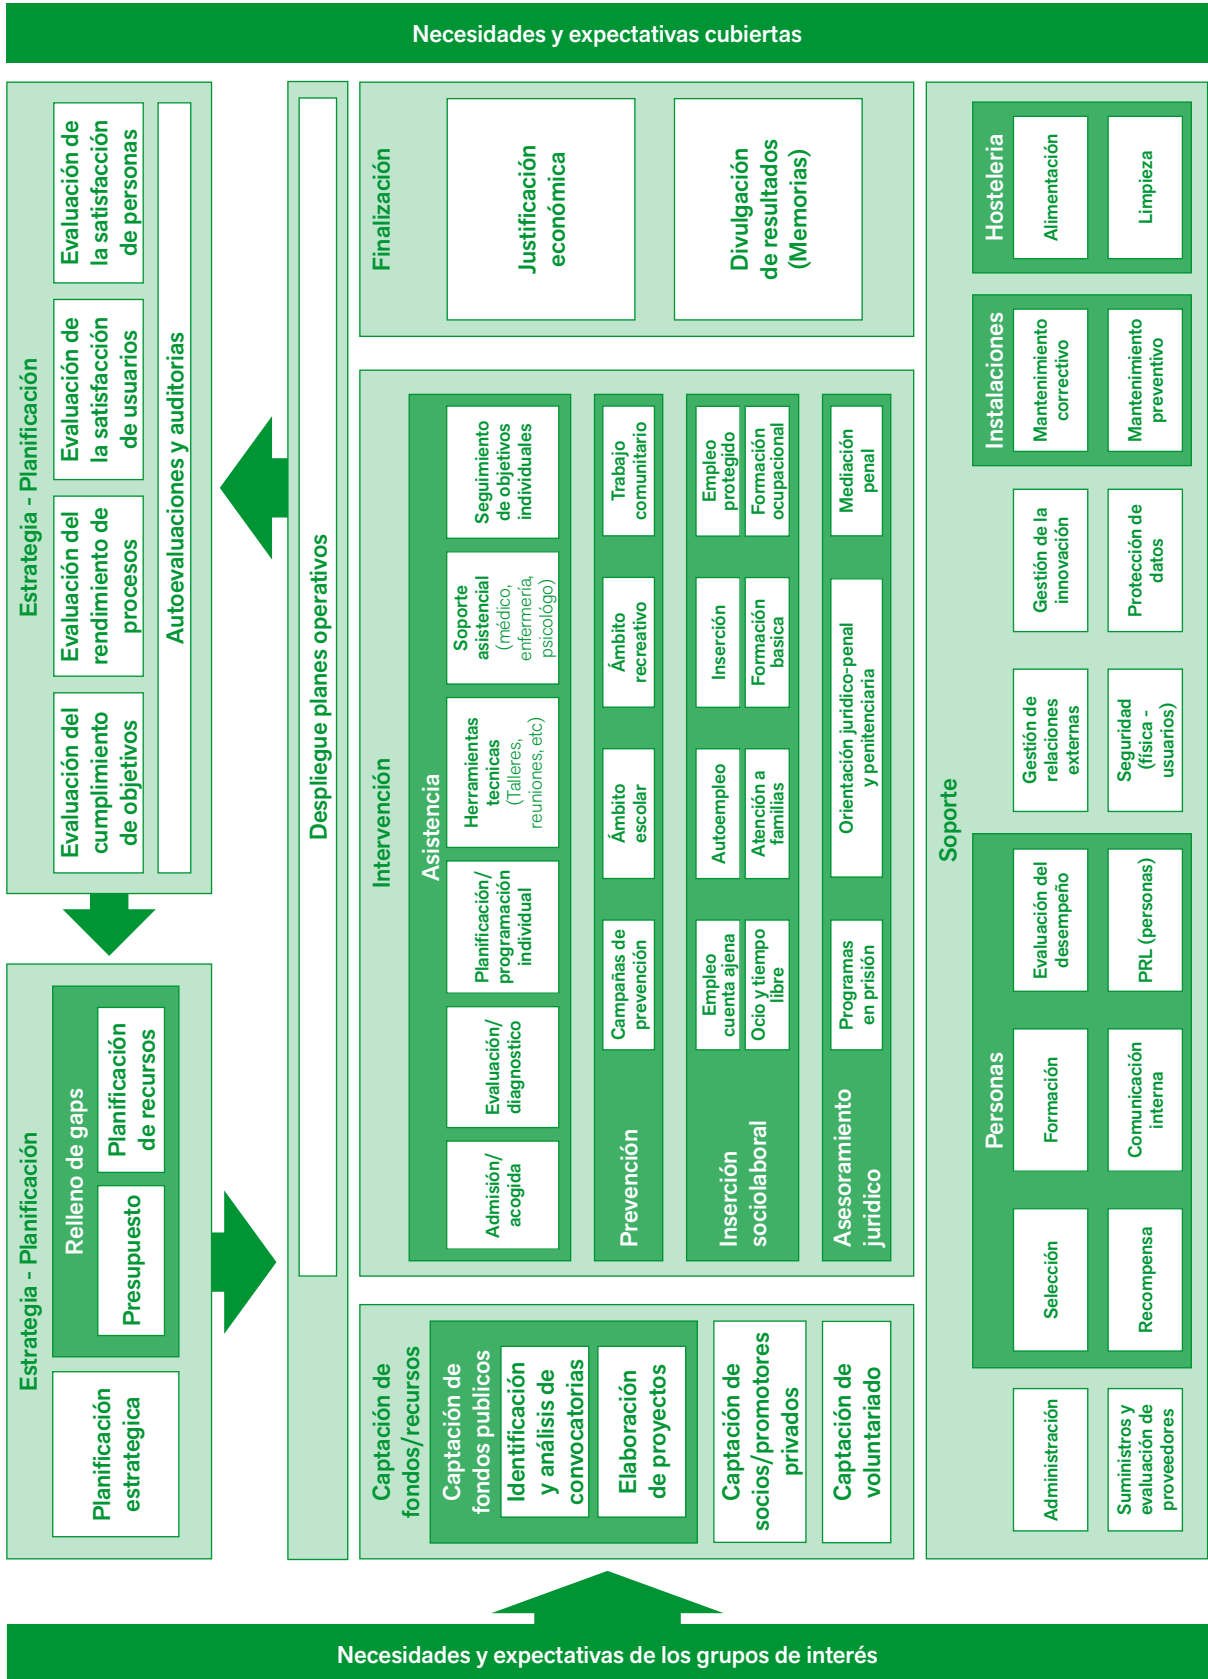 Necesidades y expectativas cubiertas
Estrategia - Planificación
Planificación
estrategica
Relleno de gaps
Presupuesto
Planificación
de recursos
Estrategia - Planificación
Evaluación del
cumplimiento
de objetivos
Evaluación del
rendimiento de
procesos
Evaluación de
la satisfacción
de usuarios
Evaluación de
la satisfacción
de personas
Autoevaluaciones y auditorias
Despliegue planes operativos
Captación de
fondos/recursos
Captación de
fondos publicos
Identificación
y análisis de
convocatorias
Elaboración
de proyectos
Captación de
socios/promotores
privados
Captación de
voluntariado
Intervención
Asistencia
Admisión/
acogida
Evaluación/
diagnostico
Planificación/
programación
individual
Herramientas
tecnicas
(Talleres,
reuniones, etc)
Soporte
asistencial
(médico,
enfermería,
psicológo)
Seguimiento
de objetivos
individuales
Prevención
Campañas de
prevención
Ámbito
escolar
Ámbito
recreativo
Trabajo
comunitario
Inserción
sociolaboral
Empleo
cuenta ajena
Autoempleo
Inserción
Empleo
protegido
Ocio y tiempo
libre
Atención a
familias
Formación
basica
Formación
ocupacional
Asesoramiento
juridico
Programas
en prisión
Orientación juridico-penal
y penitenciaria
Mediación
penal
Finalización
Justificación
económica
Divulgación
de resultados
(Memorias)
Soporte
Administración
Suministros y
evaluación de
proveedores
Personas
Selección
Formación
Evaluación del
desempeño
Recompensa
Comunicación
interna
PRL (personas)
Gestión de
relaciones
externas
Gestión de la
innovación
Seguridad
(física -
usuarios)
Protección de
datos
Instalaciones
Mantenimiento
correctivo
Mantenimiento
preventivo
Hosteleria
Alimentación
Limpieza
Necesidades y expectativas de los grupos de interés